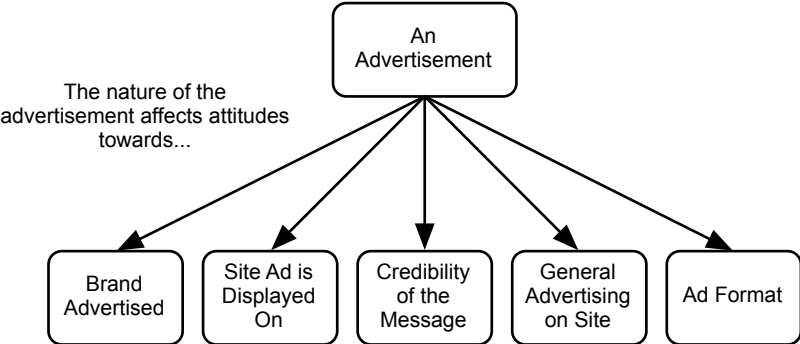 An
Advertisement
The nature of the
advertisement affects attitudes
towards...
Brand
Advertised
Site Ad is
Displayed
On
Credibility
of the
Message
General
Advertising
on Site
Ad Format